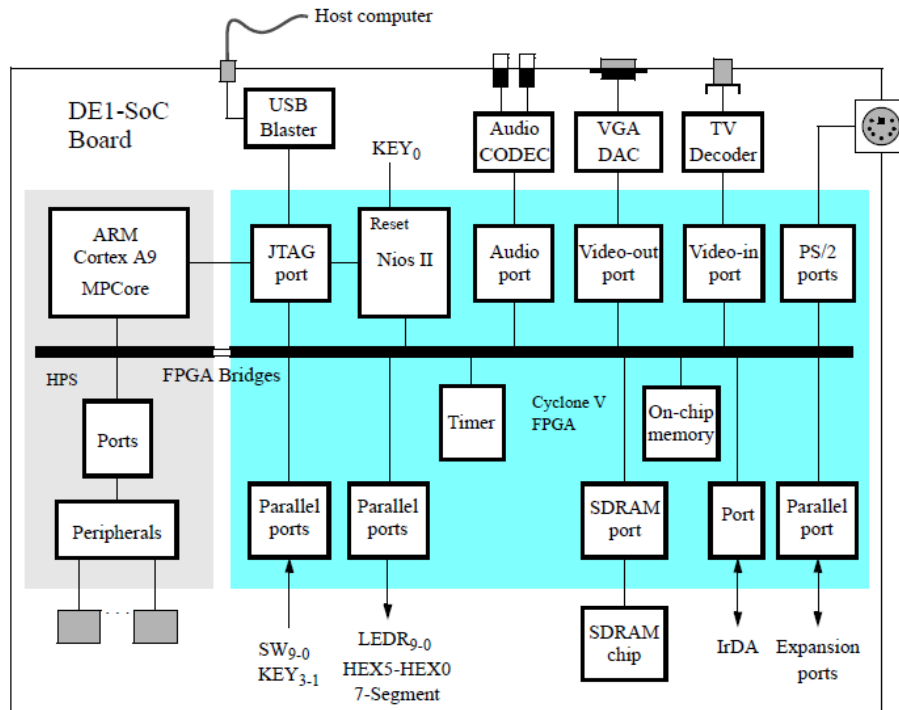 Host computer
DE1-SoC
Board
USB
Blaster
KEY0
Audio
CODEC
VGA
DAC
TV
Decoder
ARM
Cortex A9
MPCore
JTAG
port
Reset
Nios II
Audio
port
Video-out
port
Video-in
port
PS/2
ports
HPS
FPGA Bridges
Ports
Timer
Cyclone V
FPGA
On-chip
memory
Peripherals
Parallel
ports
Parallel
ports
SDRAM
port
Port
Parallel
port
SW9-0
KEY3-1
LEDR9-0
HEX5-HEX0
7-Segment
SDRAM
chip
IrDA
Expansion
ports